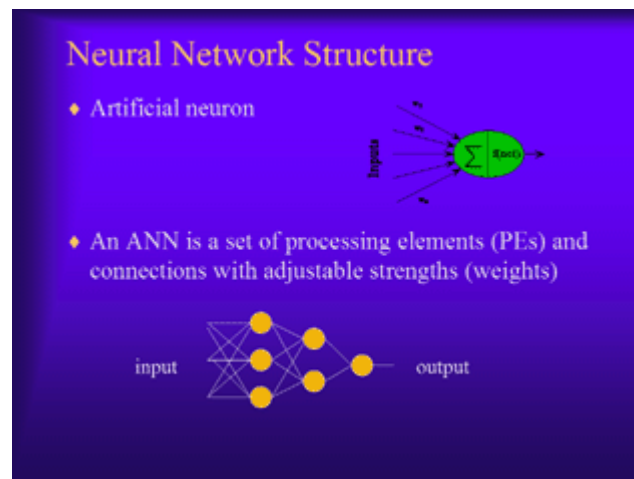 Neural Network Structure
Artificial neuron
Inputs
Σ f(net)
An ANN is a set of processing elements (PEs) and
connections with adjustable strengths (weights)
input
output